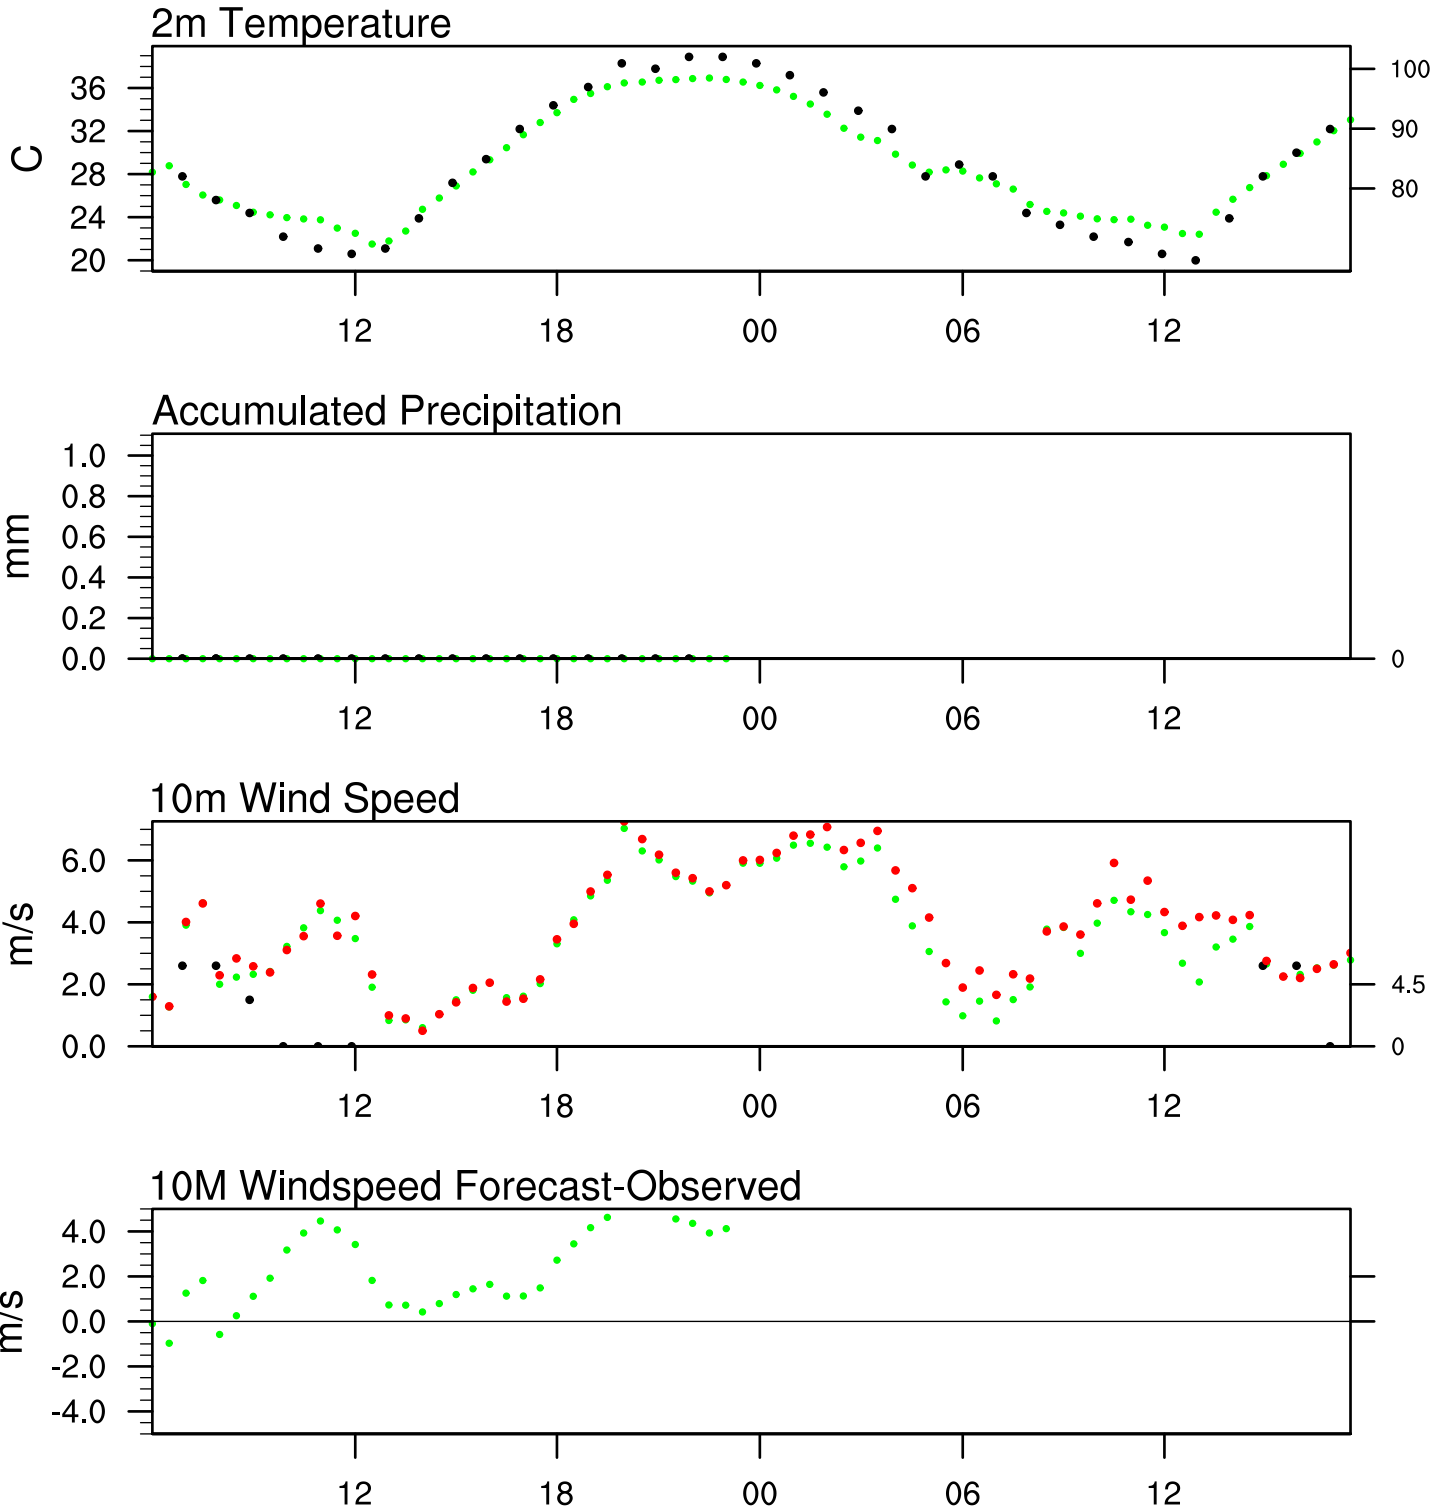 2m Temperature
36
32
28
24
20
C
100
90
80
12 18 00 06 12
Accumulated Precipitation
1.0
0.8
0.6
0.4
0.2
0.0
mm
0
12 18 00 06 12
10m Wind Speed
6.0
4.0
2.0
0.0
m/s
4.5
0
12 18 00 06 12
10M Windspeed Forecast-Observed
4.0
2.0
0.0
-2.0
-4.0
m/s
12 18 00 06 12